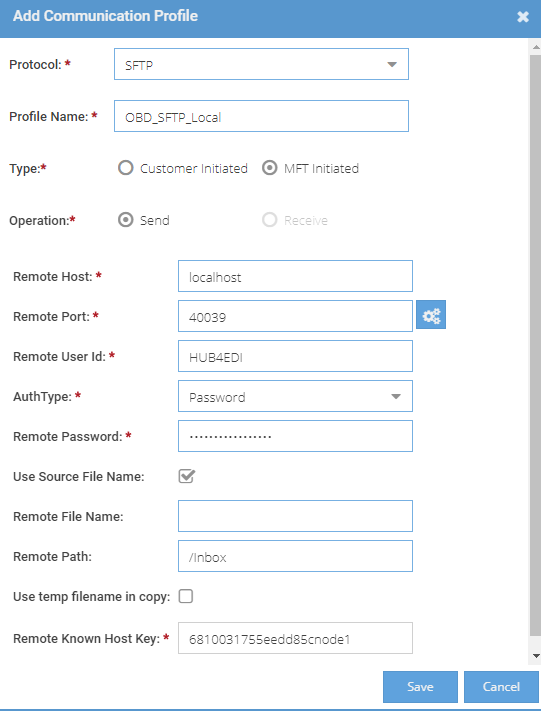 Add Communication Profile
Protocol: * SFTP
Profile Name: * OBD_SFTP_Local
Type:* Customer Initiated MFT Initiated
Operation:* Send Receive
Remote Host: * localhost
Remote Port: * 40039
Remote User Id: * HUB4EDI
AuthType: * Password
Remote Password: * •••••••••••••••••
Use Source File Name:
Remote File Name:
Remote Path: /Inbox
Use temp filename in copy:
Remote Known Host Key: * 6810031755eedd85cnode1
Save Cancel